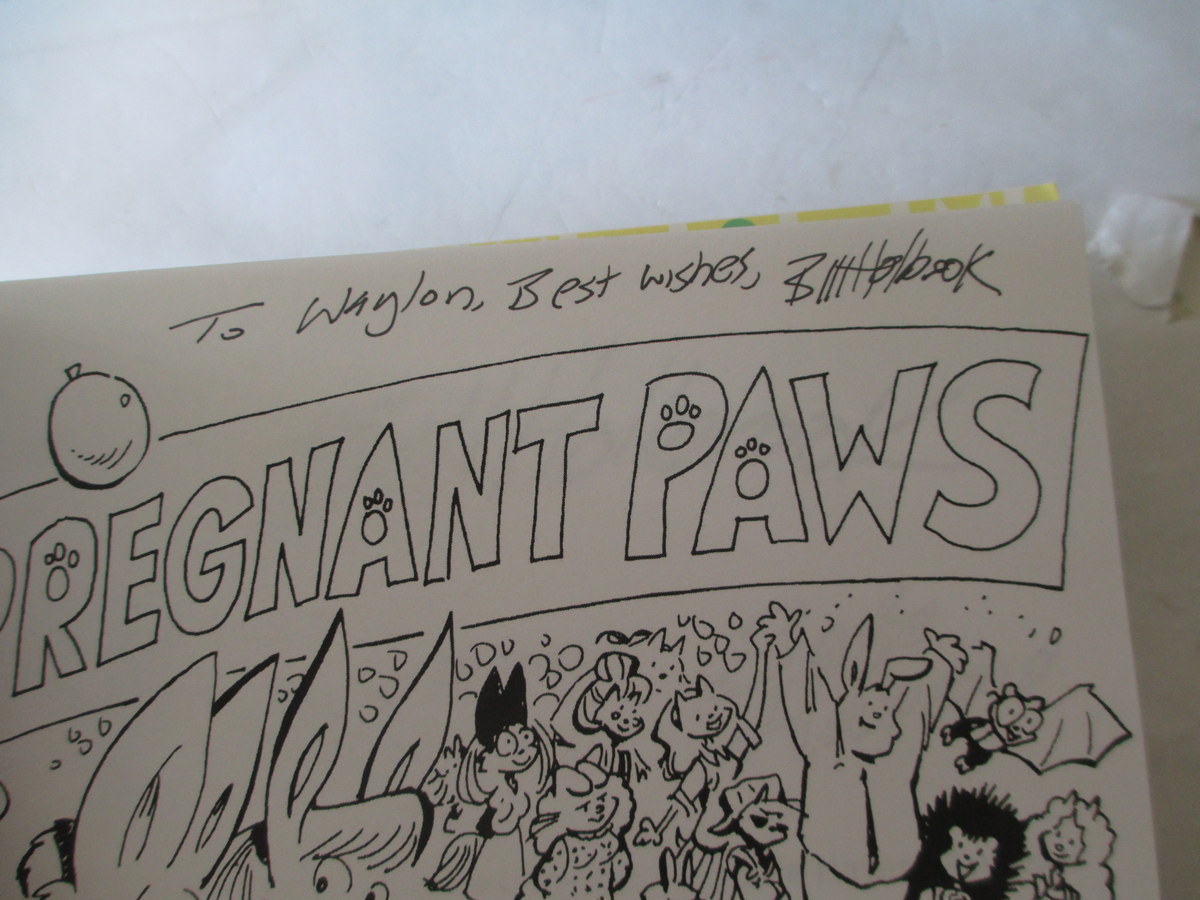 To Waylon, Best wishes, Bill Holbrook
PREGNANT PAWS